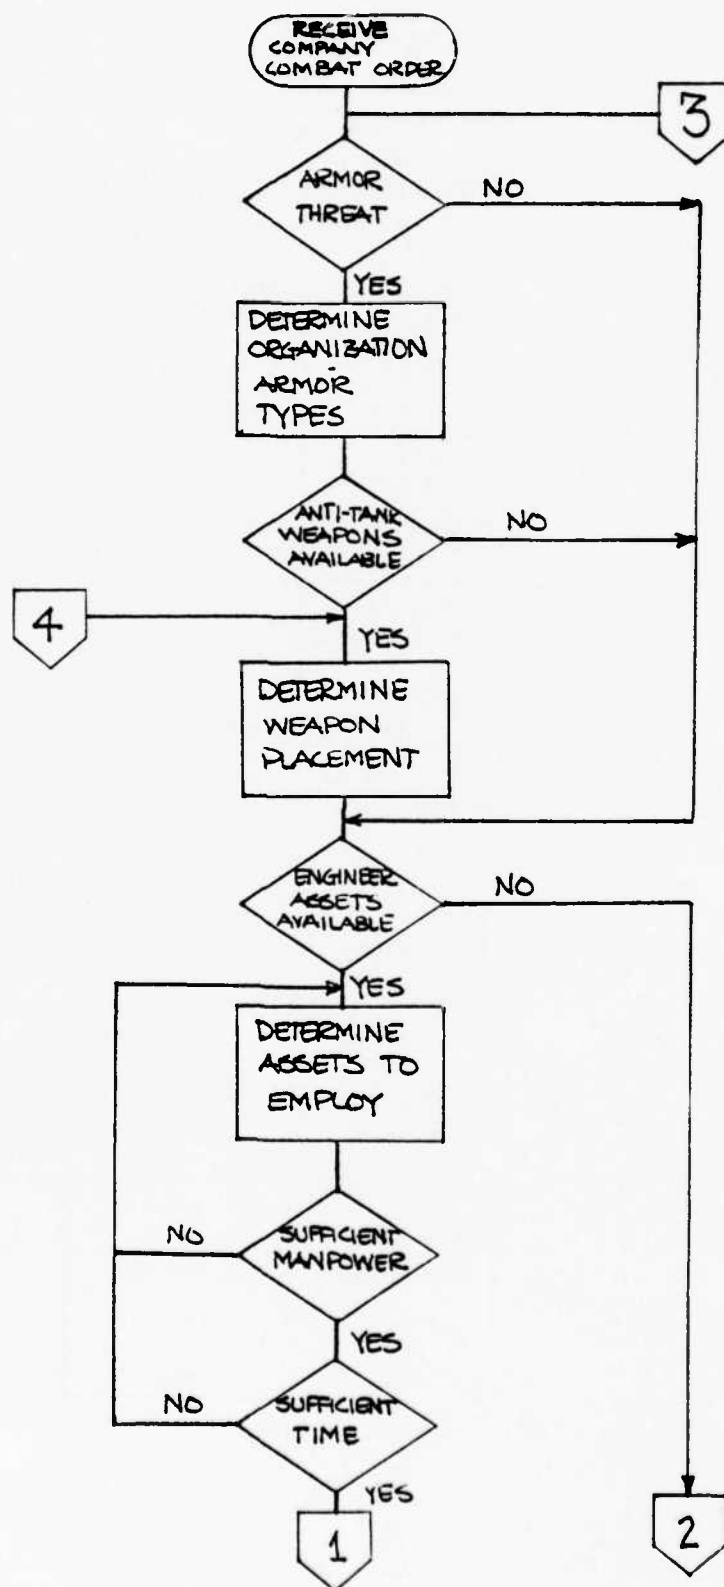 RECEIVE
COMPANY
COMBAT ORDER
3
ARMOR
THREAT
NO
YES
DETERMINE
ORGANIZATION
-
ARMOR
TYPES
ANTI-TANK
WEAPONS
AVAILABLE
NO
4
YES
DETERMINE
WEAPON
PLACEMENT
ENGINEER
ASSETS
AVAILABLE
NO
YES
DETERMINE
ASSETS TO
EMPLOY
NO
SUFFICIENT
MANPOWER
YES
NO
SUFFICIENT
TIME
YES
1
2